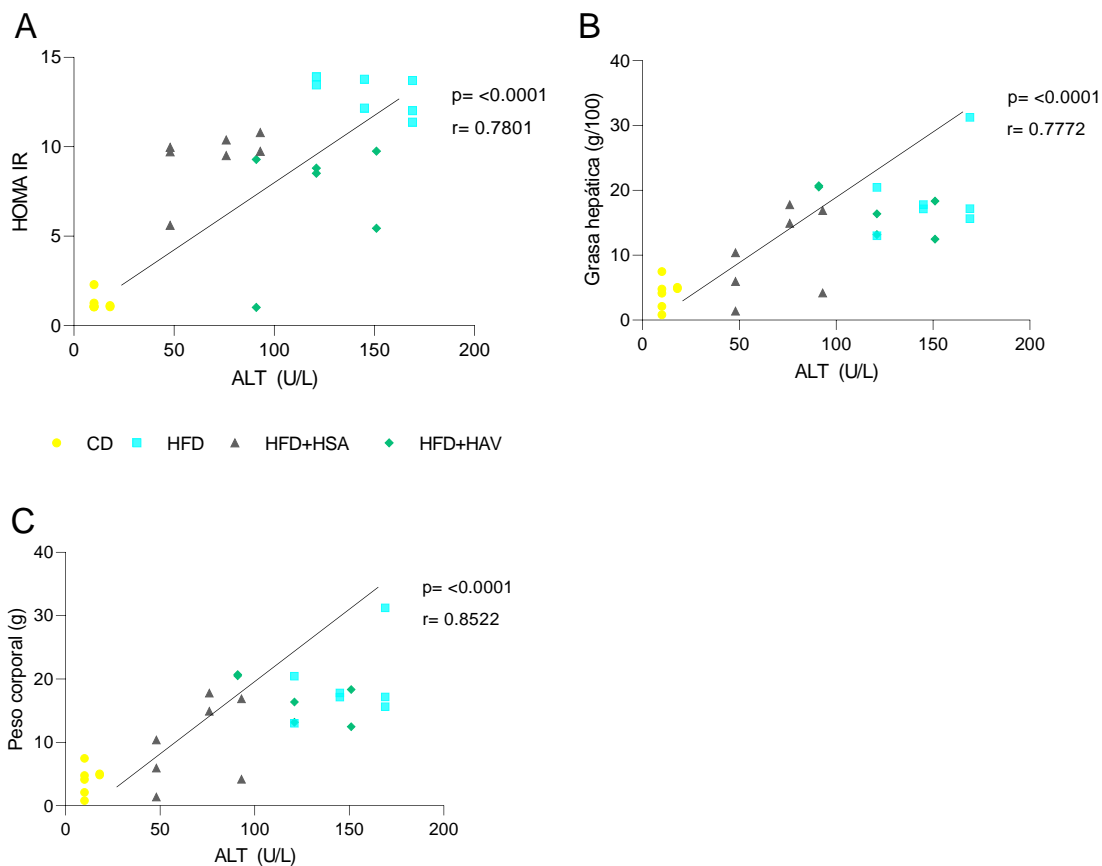 A
15
10
5
0
HOMA IR
0 50 100 150 200
ALT (U/L)
p= <0.0001
r= 0.7801
B
40
30
20
10
0
Grasa hepática (g/100)
0 50 100 150 200
ALT (U/L)
p= <0.0001
r= 0.7772
CD HFD HFD+HSA HFD+HAV
C
40
30
20
10
0
Peso corporal (g)
0 50 100 150 200
ALT (U/L)
p= <0.0001
r= 0.8522